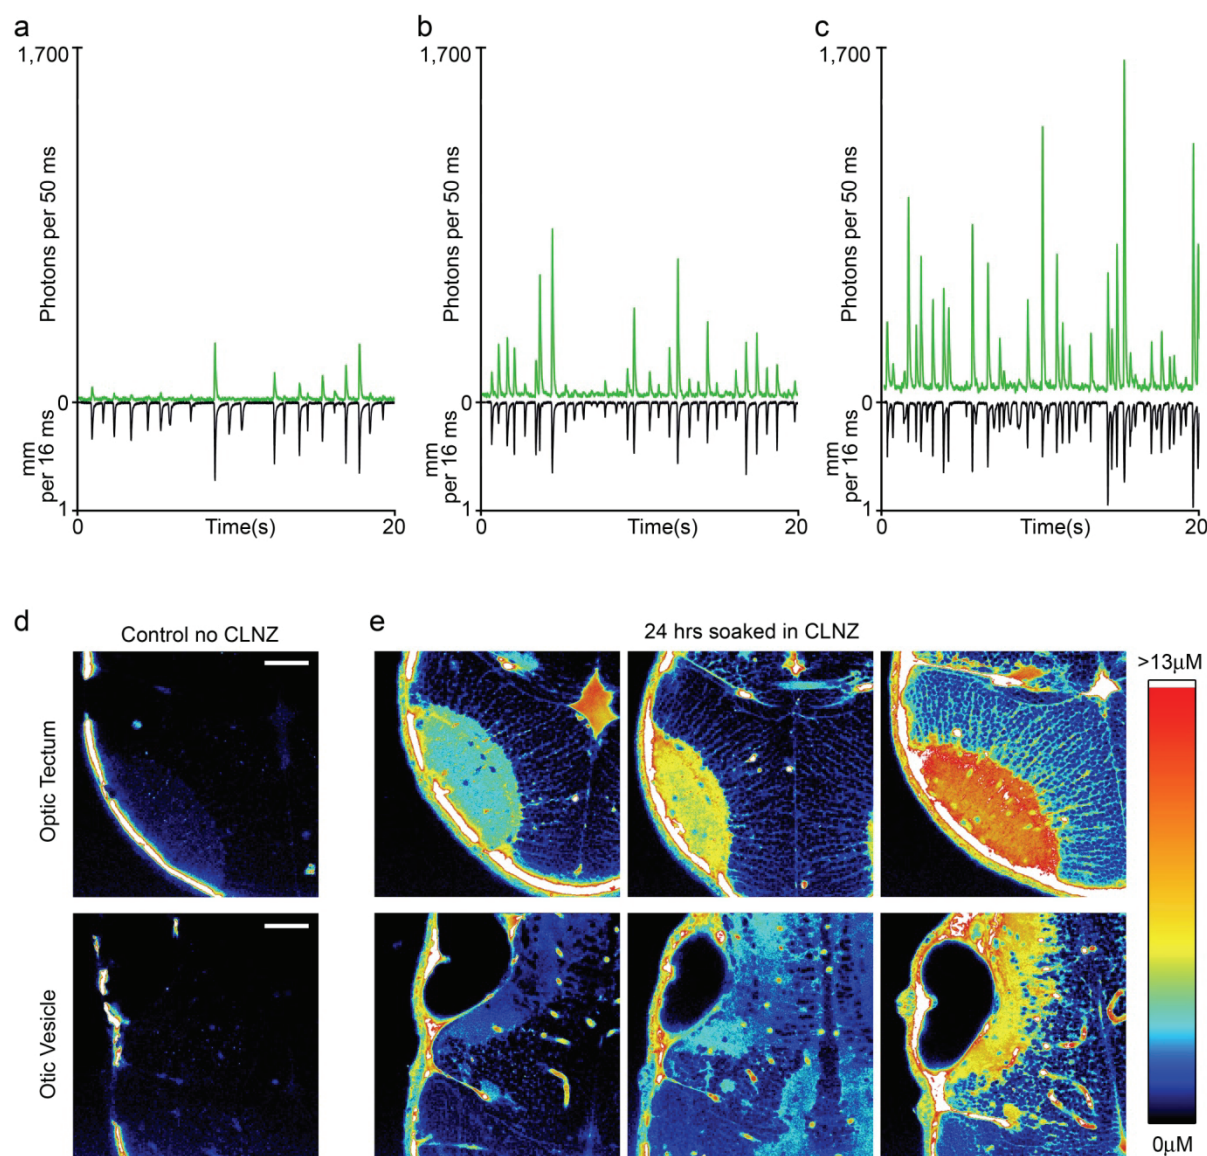 a
b
c
1,700
1,700
1,700
Photons per 50 ms
Photons per 50 ms
Photons per 50 ms
0
0
0
mm
per 16 ms
mm
per 16 ms
mm
per 16 ms
1
1
1
0
Time(s)
20
0
Time(s)
20
0
Time(s)
20
d
Control no CLNZ
e
24 hrs soaked in CLNZ
>13μM
Optic Tectum
Otic Vesicle
0μM